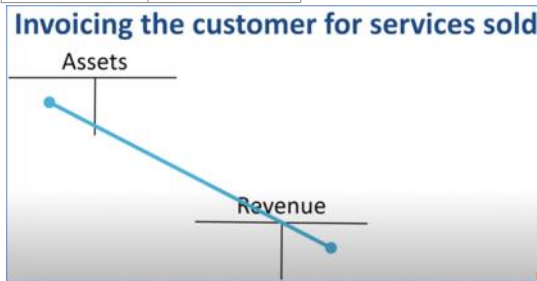 Invoicing the customer for services sold
Assets
Revenue